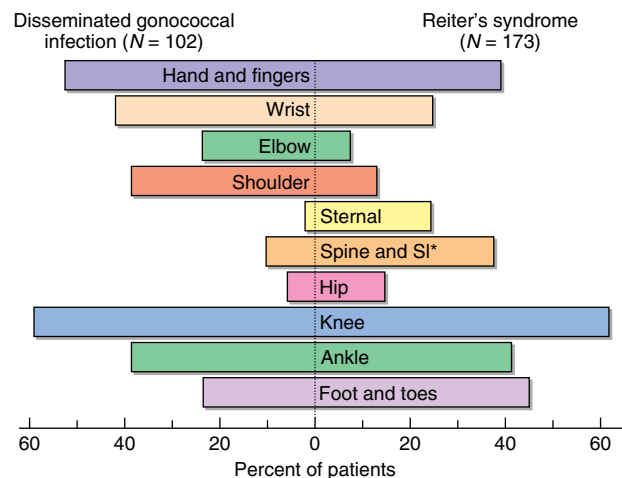 Disseminated gonococcal
infection (N = 102)
Reiter’s syndrome
(N = 173)
Hand and fingers
Wrist
Elbow
Shoulder
Sternal
Spine and SI*
Hip
Knee
Ankle
Foot and toes
60 40 20 0 20 40 60
Percent of patients